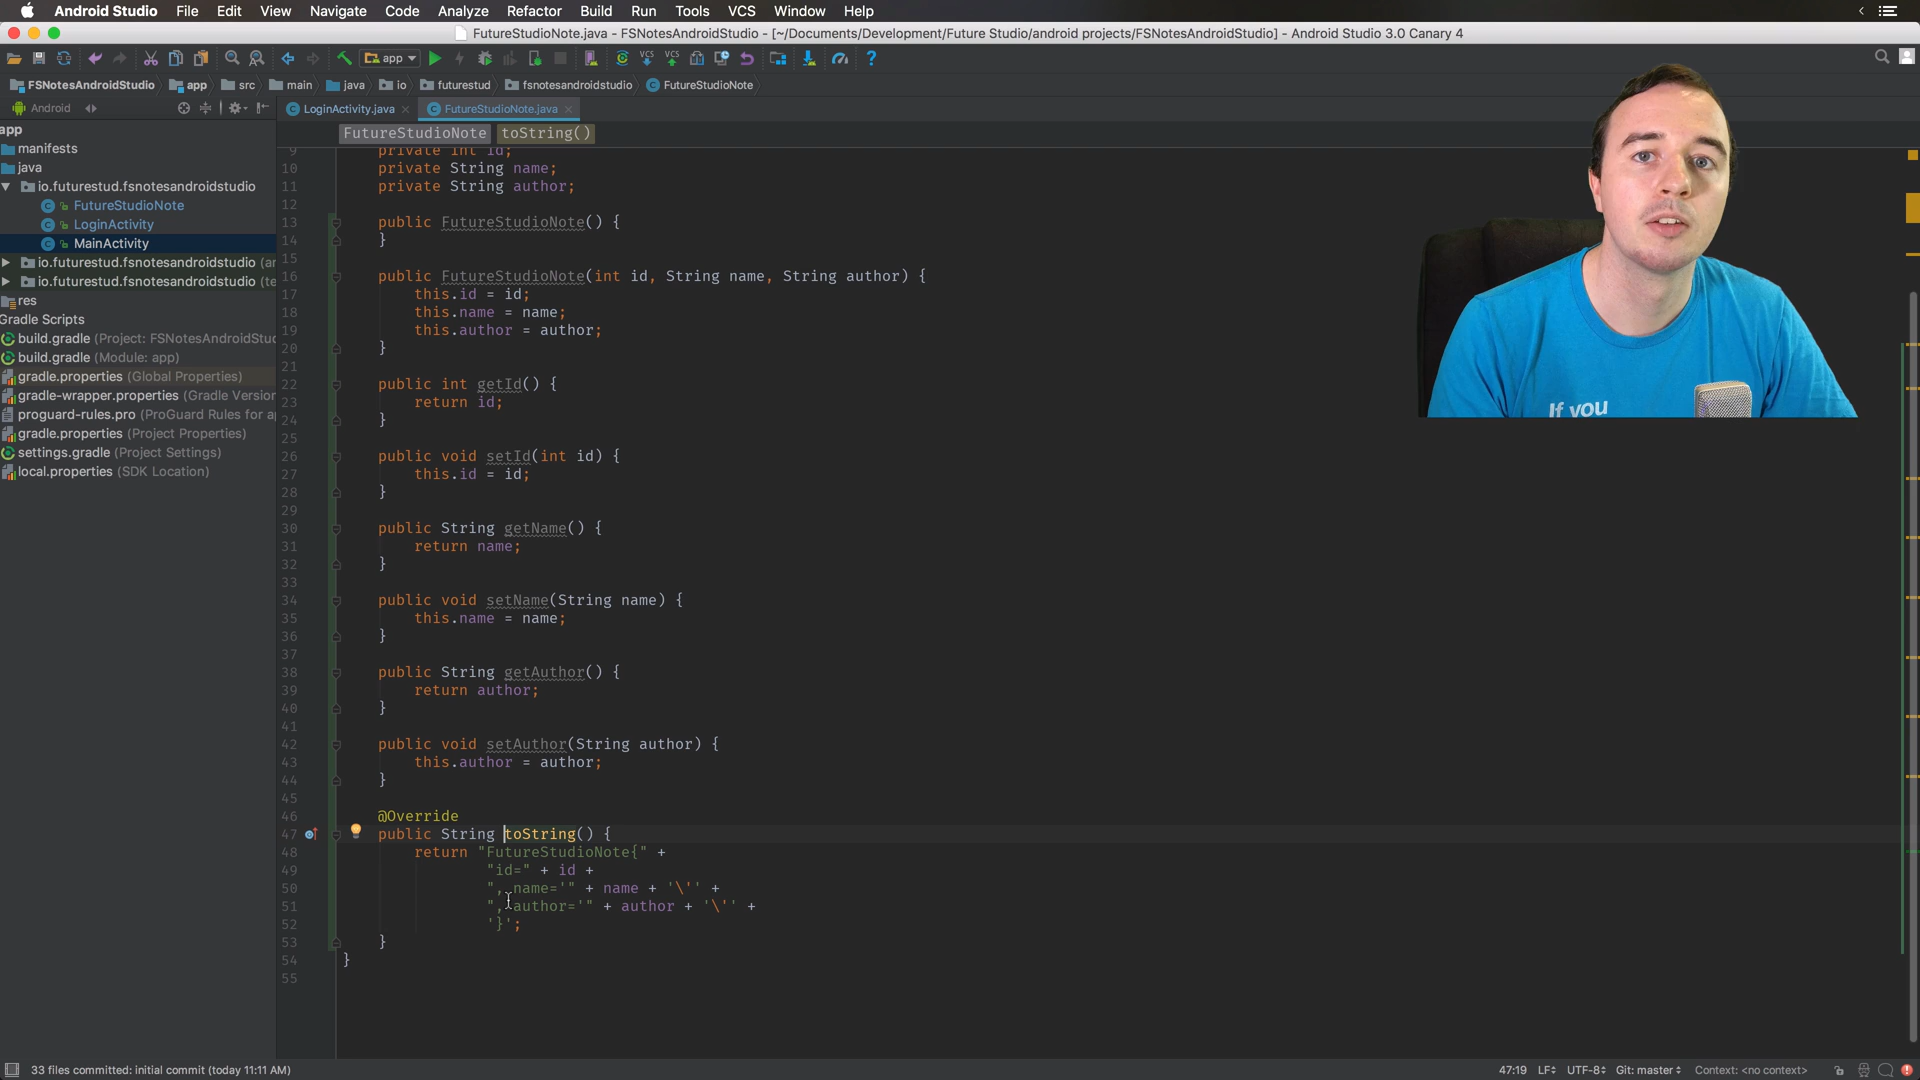 Android Studio File Edit View Navigate Code Analyze Refactor Build Run Tools VCS Window Help
FutureStudioNote.java - FSNotesAndroidStudio - [~/Documents/Development/Future Studio/android projects/FSNotesAndroidStudio] - Android Studio 3.0 Canary 4
app
VCS VCS
FSNotesAndroidStudio app src main java io futurestud fsnotesandroidstudio FutureStudioNote
Android
LoginActivity.java FutureStudioNote.java
FutureStudioNote toString()
app
manifests
java
io.futurestud.fsnotesandroidstudio
FutureStudioNote
LoginActivity
MainActivity
io.futurestud.fsnotesandroidstudio (ar
io.futurestud.fsnotesandroidstudio (te
res
Gradle Scripts
build.gradle (Project: FSNotesAndroidStu
build.gradle (Module: app)
gradle.properties (Global Properties)
gradle-wrapper.properties (Gradle Version
proguard-rules.pro (ProGuard Rules for a
gradle.properties (Project Properties)
settings.gradle (Project Settings)
local.properties (SDK Location)
9 private int id;
10 private String name;
11 private String author;
12
13 public FutureStudioNote() {
14 }
15
16 public FutureStudioNote(int id, String name, String author) {
17 this.id = id;
18 this.name = name;
19 this.author = author;
20 }
21
22 public int getId() {
23 return id;
24 }
25
26 public void setId(int id) {
27 this.id = id;
28 }
29
30 public String getName() {
31 return name;
32 }
33
34 public void setName(String name) {
35 this.name = name;
36 }
37
38 public String getAuthor() {
39 return author;
40 }
41
42 public void setAuthor(String author) {
43 this.author = author;
44 }
45
46 @Override
47 public String toString() {
48 return "FutureStudioNote{" +
49 "id=" + id +
50 ", name='" + name + '\'' +
51 ", author='" + author + '\'' +
52 '}';
53 }
54 }
55
If you
33 files committed: initial commit (today 11:11 AM)
47:19 LF UTF-8 Git: master Context: <no context>